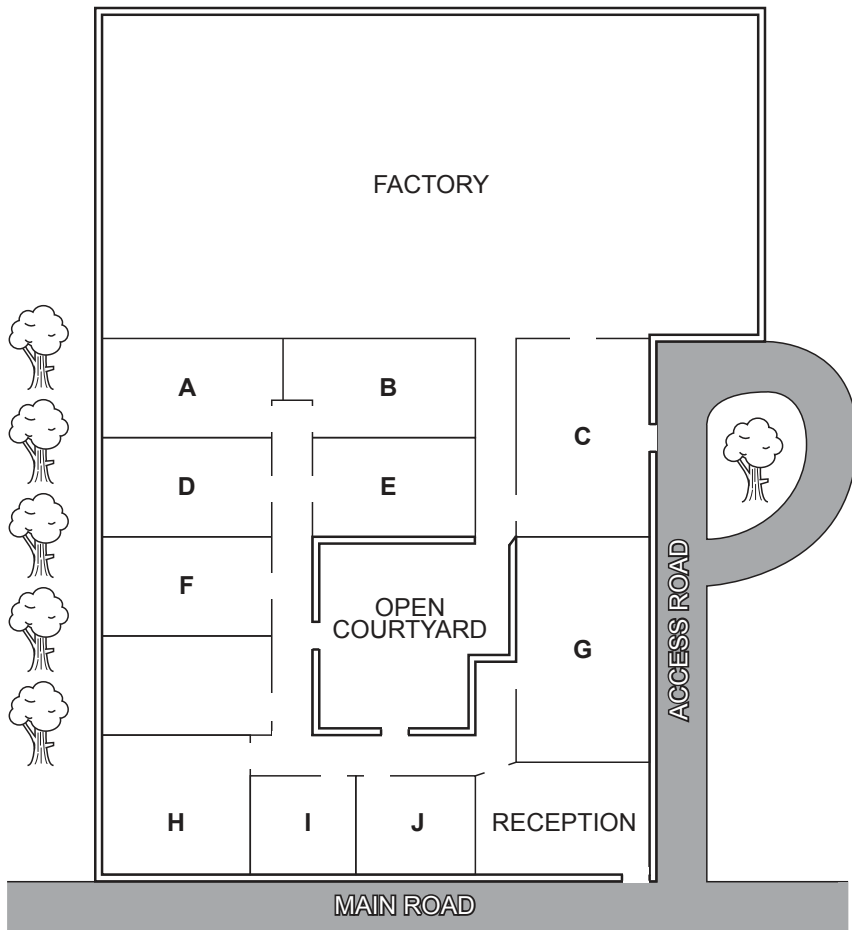 FACTORY
A
B
C
D
E
F
OPEN
COURTYARD
G
ACCESS ROAD
H
I
J
RECEPTION
MAIN ROAD